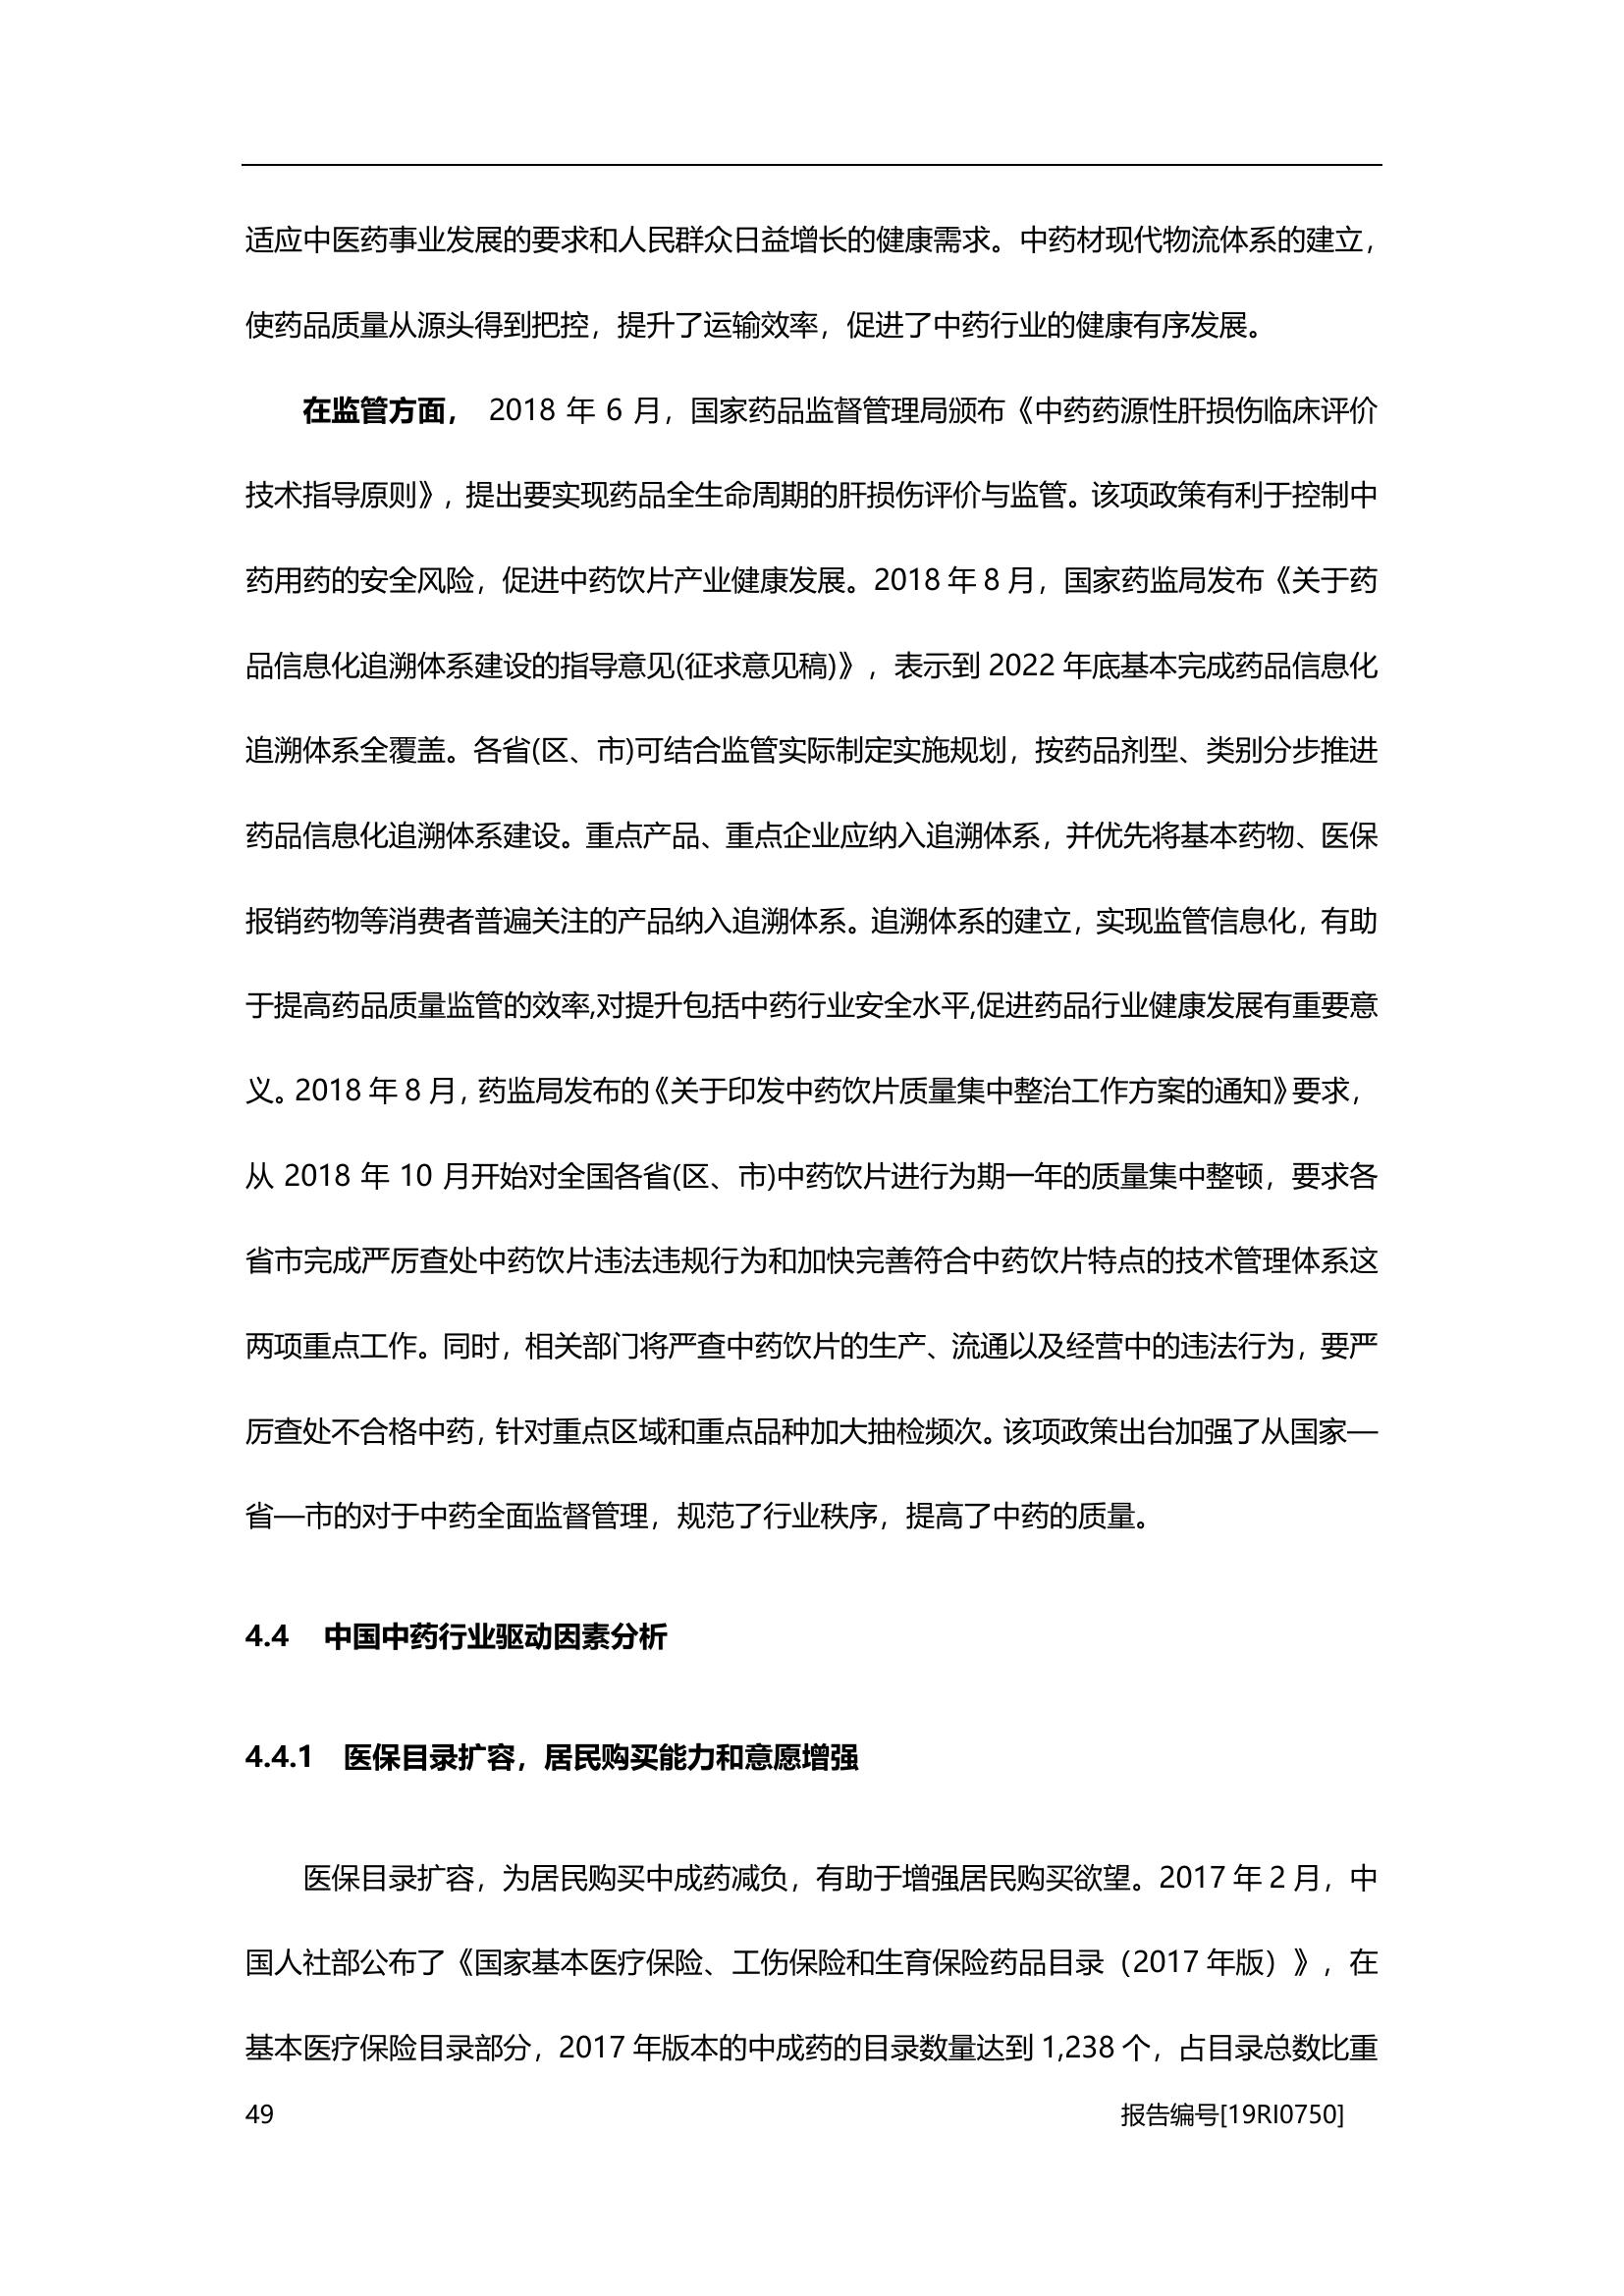 适应中医药事业发展的要求和人民群众日益增长的健康需求。中药材现代物流体系的建立，
使药品质量从源头得到把控，提升了运输效率，促进了中药行业的健康有序发展。
在监管方面， 2018 年 6 月，国家药品监督管理局颁布《中药药源性肝损伤临床评价
技术指导原则》，提出要实现药品全生命周期的肝损伤评价与监管。该项政策有利于控制中
药用药的安全风险，促进中药饮片产业健康发展。2018 年 8 月，国家药监局发布《关于药
品信息化追溯体系建设的指导意见(征求意见稿)》，表示到 2022 年底基本完成药品信息化
追溯体系全覆盖。各省(区、市)可结合监管实际制定实施规划，按药品剂型、类别分步推进
药品信息化追溯体系建设。重点产品、重点企业应纳入追溯体系，并优先将基本药物、医保
报销药物等消费者普遍关注的产品纳入追溯体系。追溯体系的建立，实现监管信息化，有助
于提高药品质量监管的效率,对提升包括中药行业安全水平,促进药品行业健康发展有重要意
义。2018 年 8 月，药监局发布的《关于印发中药饮片质量集中整治工作方案的通知》要求，
从 2018 年 10 月开始对全国各省(区、市)中药饮片进行为期一年的质量集中整顿，要求各
省市完成严厉查处中药饮片违法违规行为和加快完善符合中药饮片特点的技术管理体系这
两项重点工作。同时，相关部门将严查中药饮片的生产、流通以及经营中的违法行为，要严
厉查处不合格中药，针对重点区域和重点品种加大抽检频次。该项政策出台加强了从国家—
省—市的对于中药全面监督管理，规范了行业秩序，提高了中药的质量。
4.4 中国中药行业驱动因素分析
4.4.1 医保目录扩容，居民购买能力和意愿增强
医保目录扩容，为居民购买中成药减负，有助于增强居民购买欲望。2017 年 2 月，中
国人社部公布了《国家基本医疗保险、工伤保险和生育保险药品目录（2017 年版）》，在
基本医疗保险目录部分，2017 年版本的中成药的目录数量达到 1,238 个，占目录总数比重
49 报告编号[19RI0750]